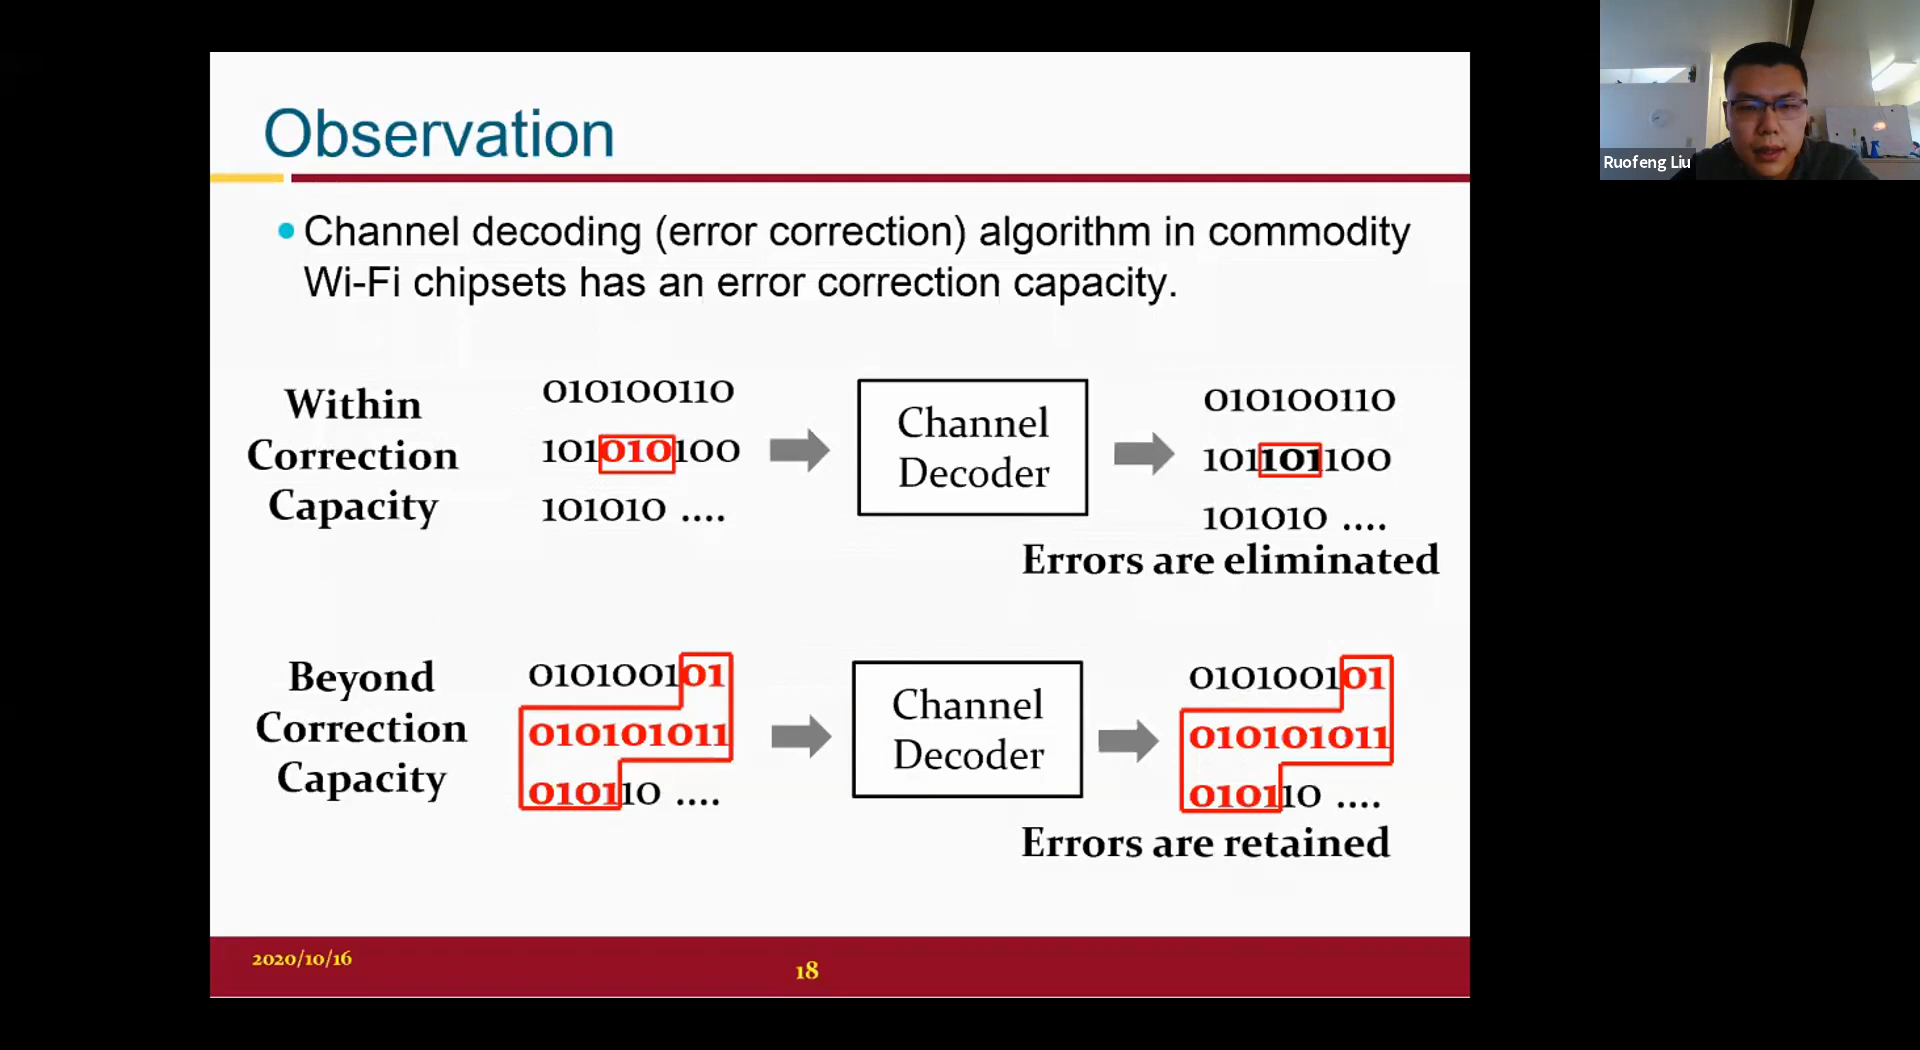 Observation
Ruofeng Liu
• Channel decoding (error correction) algorithm in commodity
Wi-Fi chipsets has an error correction capacity.
Within
Correction
Capacity
010100110
101010100
101010 ....
Channel
Decoder
010100110
101101100
101010 ....
Errors are eliminated
Beyond
Correction
Capacity
010100101
010101011
010110 ....
Channel
Decoder
010100101
010101011
010110 ....
Errors are retained
2020/10/16
18